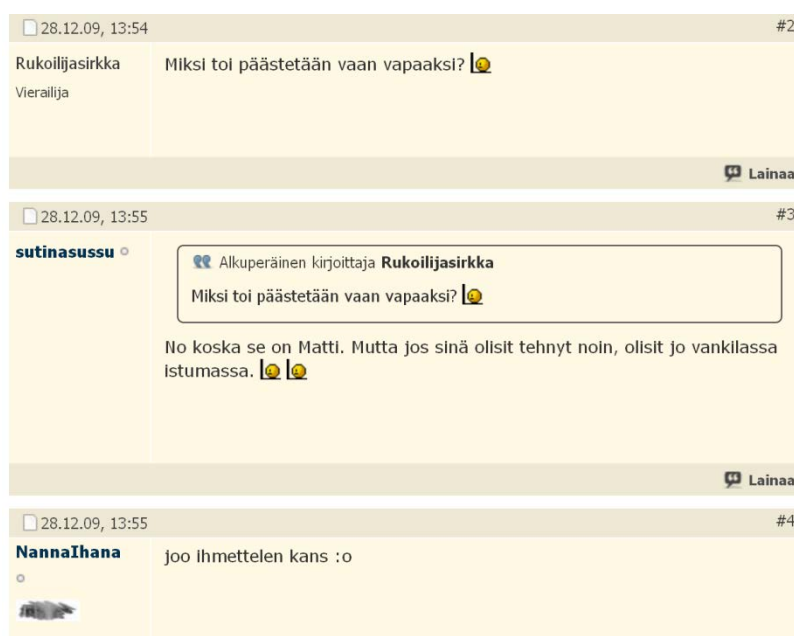 28.12.09, 13:54 #2
Rukoilijasirkka
Vierailija
Miksi toi päästetään vaan vapaaksi?
Lainaa
28.12.09, 13:55 #3
sutinasussu
Alkuperäinen kirjoittaja Rukoilijasirkka
Miksi toi päästetään vaan vapaaksi?
No koska se on Matti. Mutta jos sinä olisit tehnyt noin, olisit jo vankilassa
istumassa.
Lainaa
28.12.09, 13:55 #4
NannaIhana
joo ihmettelen kans :o